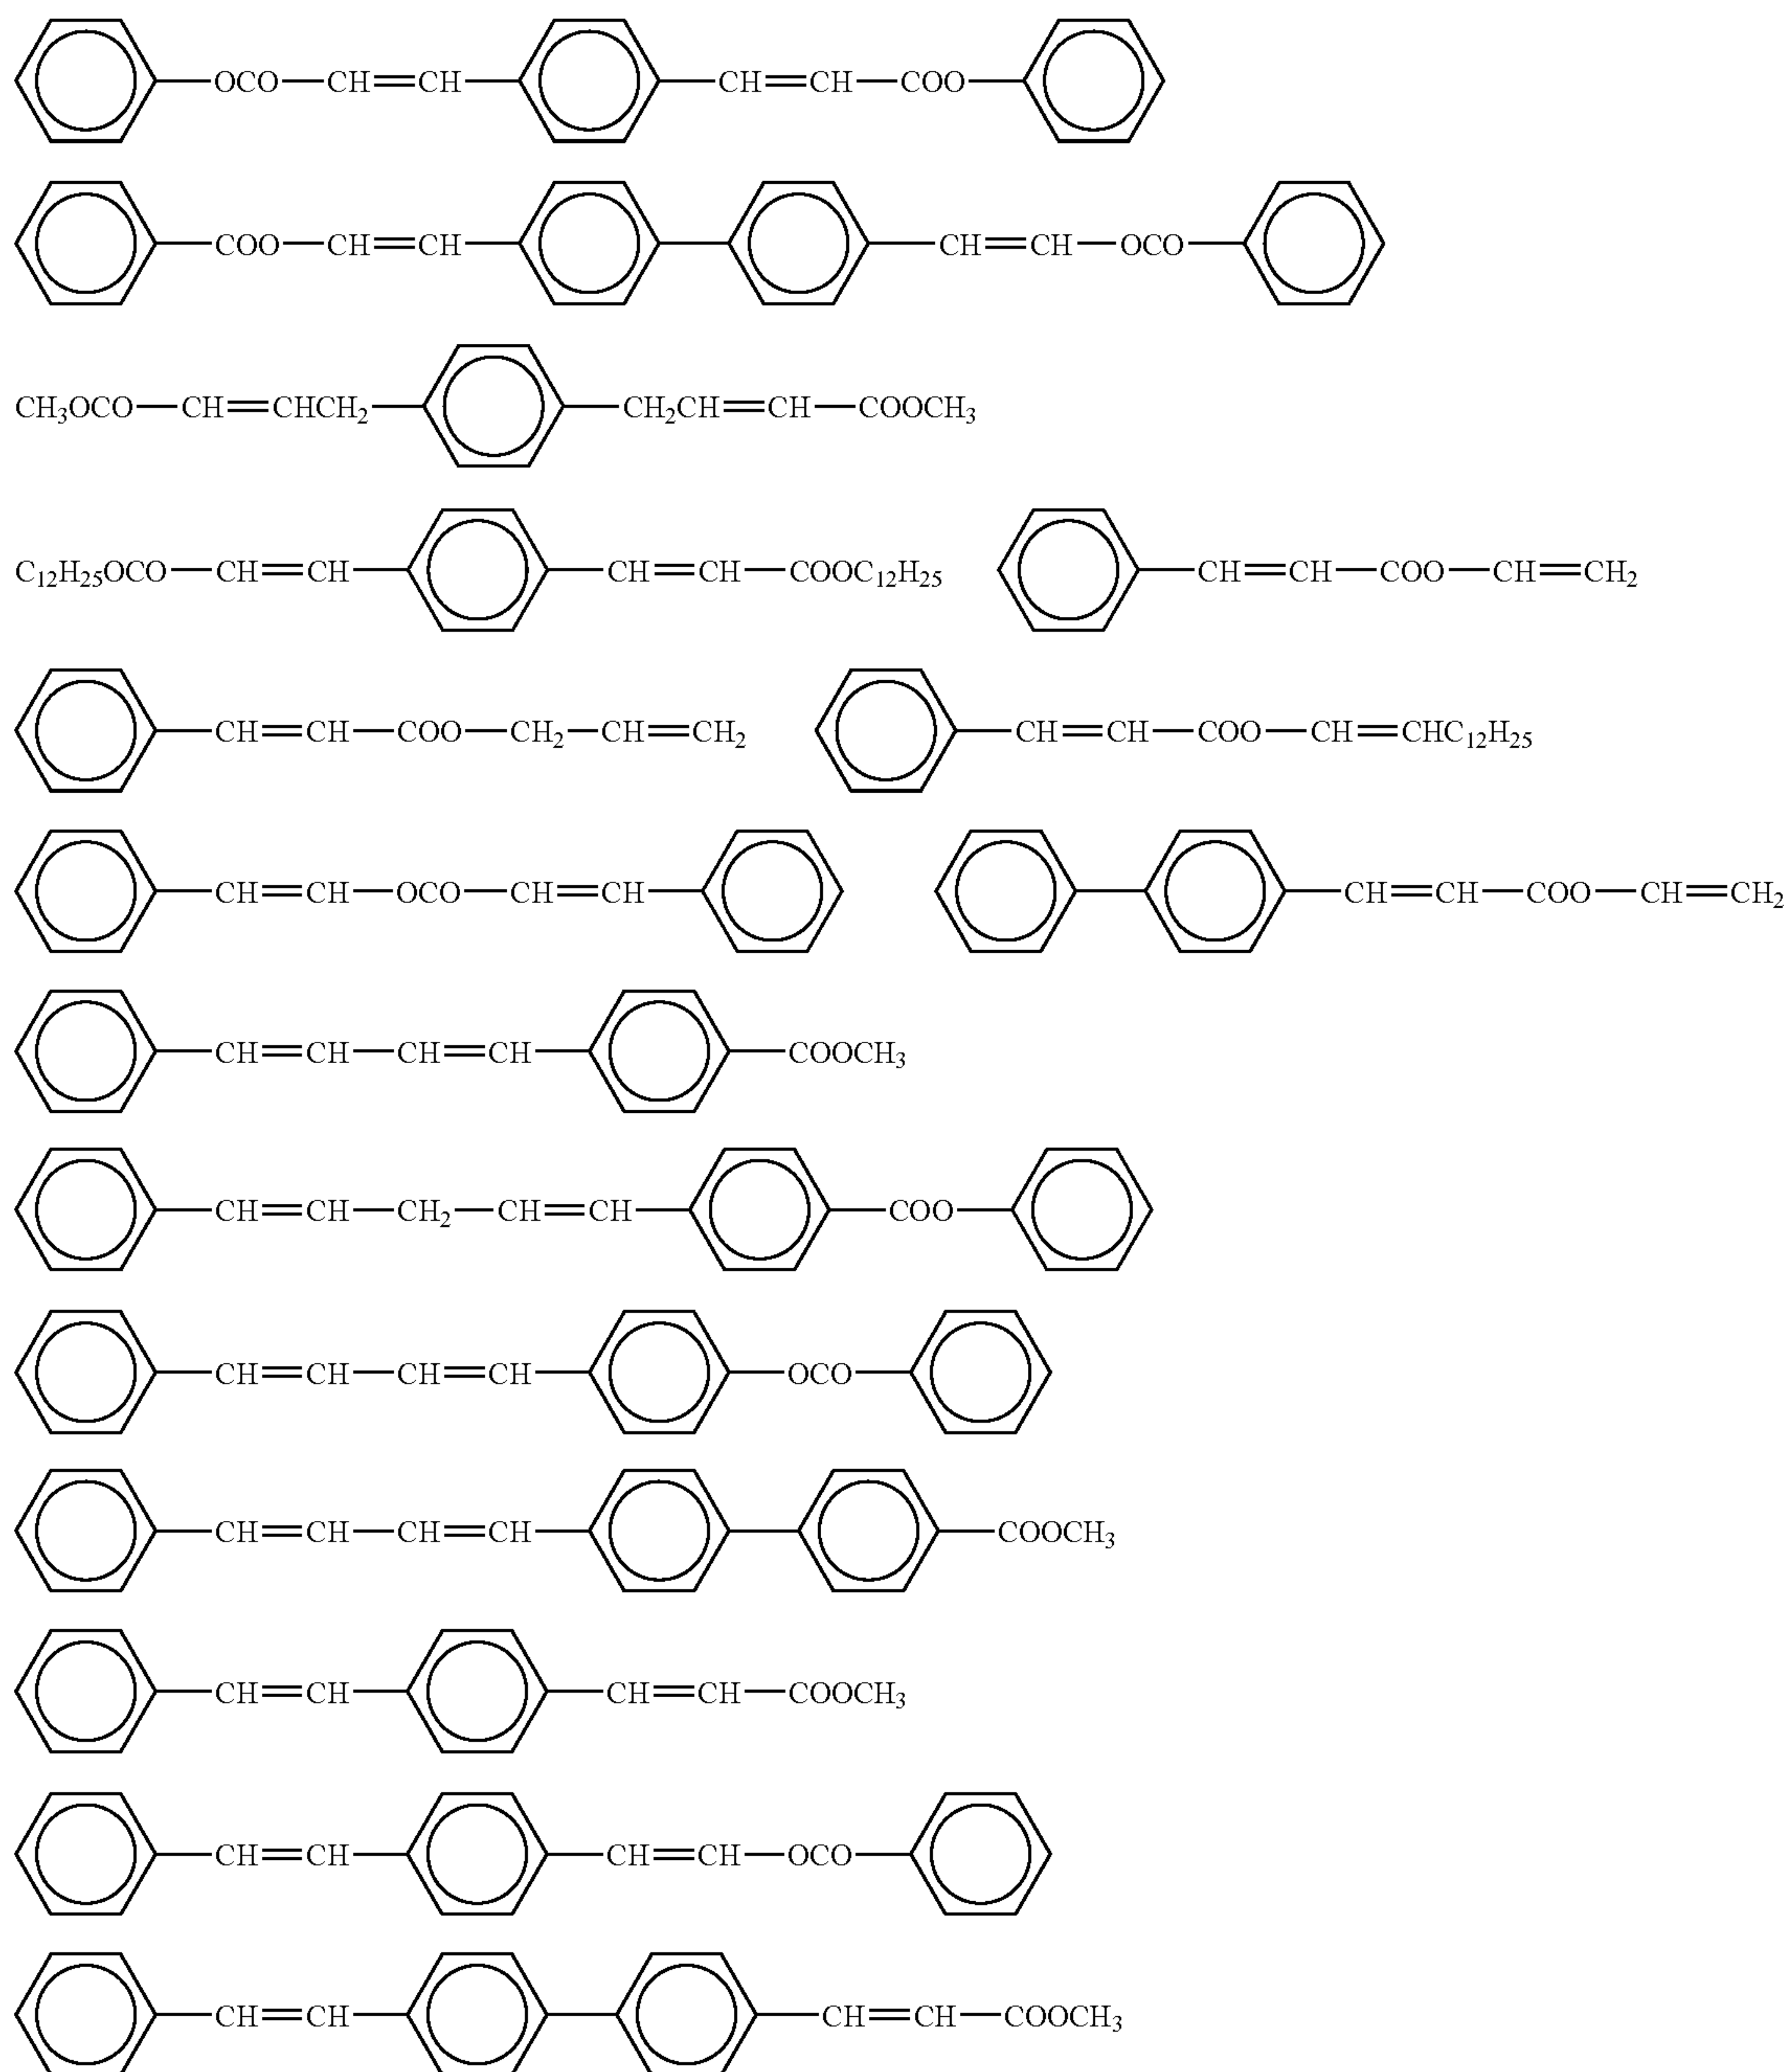 OCO CH CH CH CH COO
COO CH CH CH CH OCO
CH₃OCO CH CHCH₂ CH₂CH CH COOCH₃
C₁₂H₂₅OCO CH CH CH CH COOC₁₂H₂₅ CH CH COO CH CH₂
CH CH COO CH₂ CH CH₂ CH CH COO CH CHC₁₂H₂₅
CH CH OCO CH CH CH CH COO CH CH₂
CH CH CH CH COOCH₃
CH CH CH₂ CH CH COO
CH CH CH CH OCO
CH CH CH CH COOCH₃
CH CH CH CH COOCH₃
CH CH CH CH OCO
CH CH CH CH COOCH₃